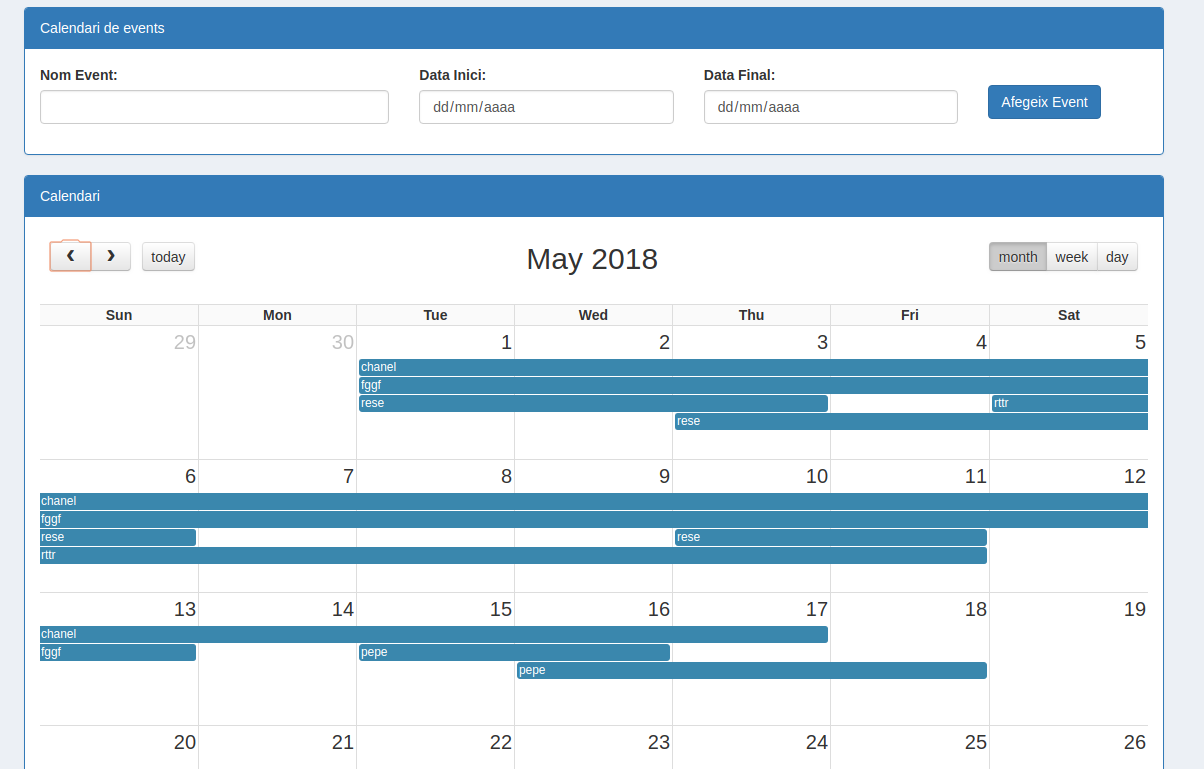 Calendari de events
Nom Event: Data Inici: Data Final:
dd/mm/aaaa dd/mm/aaaa Afegeix Event
Calendari
‹ › today May 2018 month week day
Sun Mon Tue Wed Thu Fri Sat
29 30 1 2 3 4 5
chanel
fggf
rese rttr
rese
6 7 8 9 10 11 12
chanel
fggf
rese rese
rttr
13 14 15 16 17 18 19
chanel
fggf pepe
pepe
20 21 22 23 24 25 26